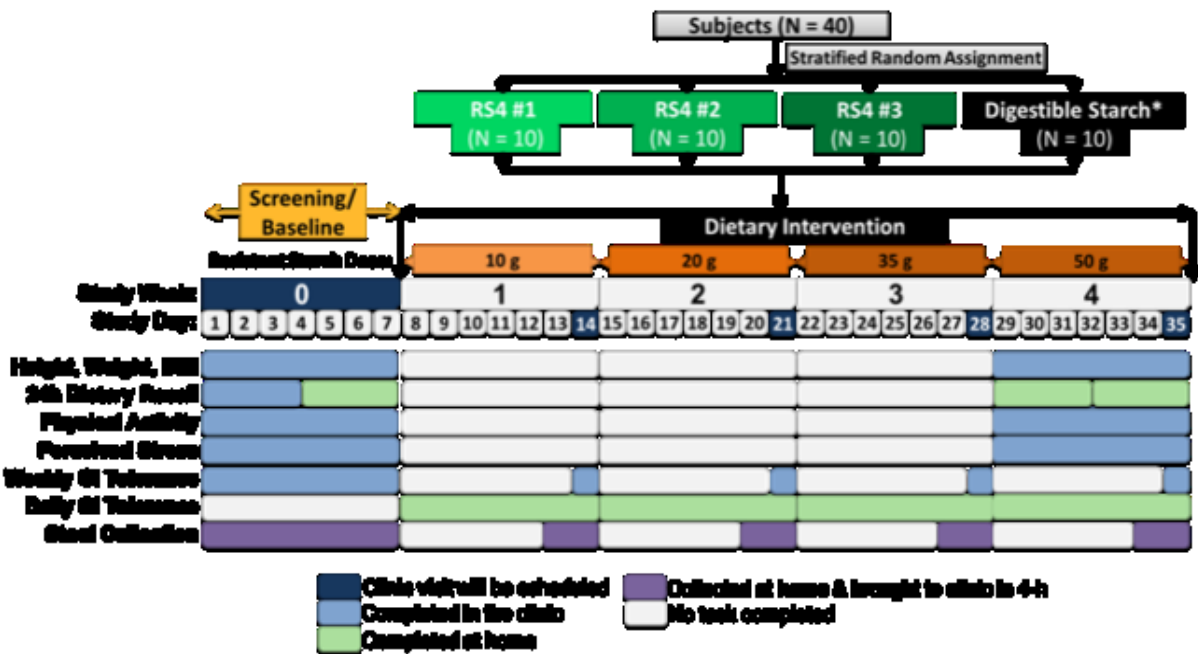 Subjects (N = 40)
Stratified Random Assignment
RS4 #1 RS4 #2 RS4 #3 Digestible Starch*
(N = 10) (N = 10) (N = 10) (N = 10)
Screening/
Baseline
Dietary Intervention
Resistant Starch Dose: 10 g 20 g 35 g 50 g
Study Week: 0 1 2 3 4
Study Day: 1 2 3 4 5 6 7 8 9 10 11 12 13 14 15 16 17 18 19 20 21 22 23 24 25 26 27 28 29 30 31 32 33 34 35
Height, Weight, BMI
24h Dietary Recall
Physical Activity
Perceived Stress
Weekly GI Tolerance
Daily GI Tolerance
Stool Collection
Clinic visit will be scheduled
Collected at home & brought to clinic in 4-h
Completed in the clinic
No task completed
Completed at home